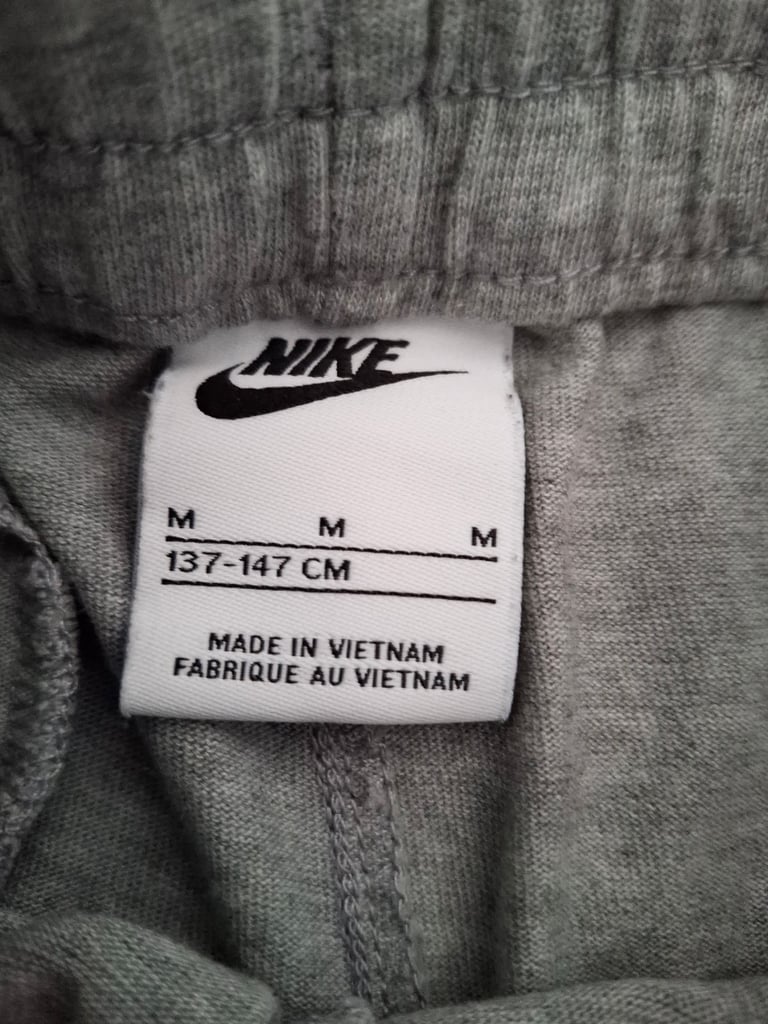 NIKE
M M M
137-147 CM
MADE IN VIETNAM
FABRIQUE AU VIETNAM